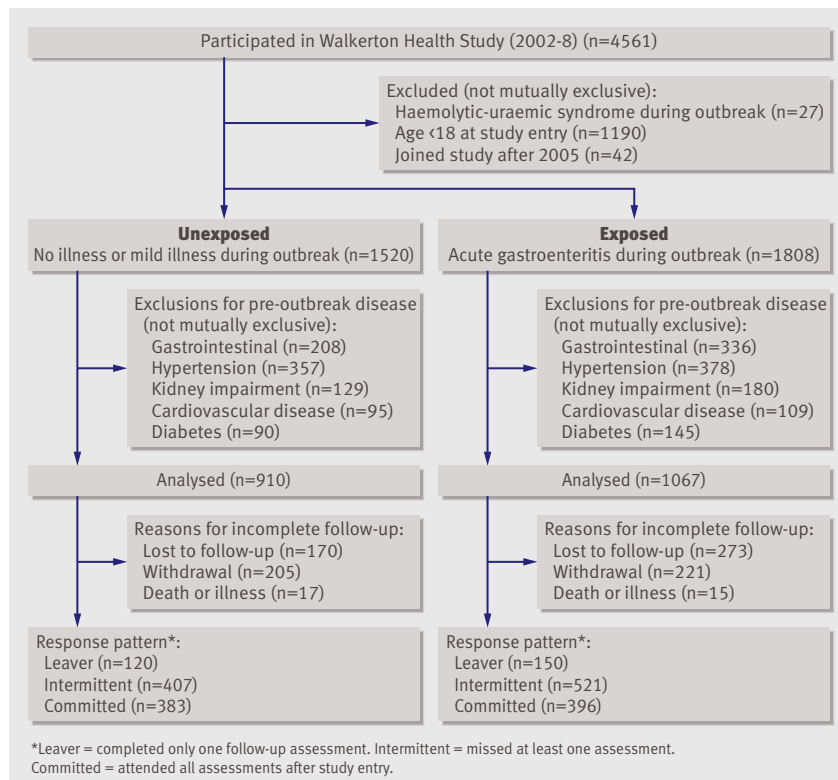 Participated in Walkerton Health Study (2002-8) (n=4561)
Excluded (not mutually exclusive):
Haemolytic-uraemic syndrome during outbreak (n=27)
Age <18 at study entry (n=1190)
Joined study after 2005 (n=42)
Unexposed
No illness or mild illness during outbreak (n=1520)
Exposed
Acute gastroenteritis during outbreak (n=1808)
Exclusions for pre-outbreak disease
(not mutually exclusive):
Gastrointestinal (n=208)
Hypertension (n=357)
Kidney impairment (n=129)
Cardiovascular disease (n=95)
Diabetes (n=90)
Exclusions for pre-outbreak disease
(not mutually exclusive):
Gastrointestinal (n=336)
Hypertension (n=378)
Kidney impairment (n=180)
Cardiovascular disease (n=109)
Diabetes (n=145)
Analysed (n=910)
Analysed (n=1067)
Reasons for incomplete follow-up:
Lost to follow-up (n=170)
Withdrawal (n=205)
Death or illness (n=17)
Reasons for incomplete follow-up:
Lost to follow-up (n=273)
Withdrawal (n=221)
Death or illness (n=15)
Response pattern*:
Leaver (n=120)
Intermittent (n=407)
Committed (n=383)
Response pattern*:
Leaver (n=150)
Intermittent (n=521)
Committed (n=396)
*Leaver = completed only one follow-up assessment. Intermittent = missed at least one assessment.
Committed = attended all assessments after study entry.